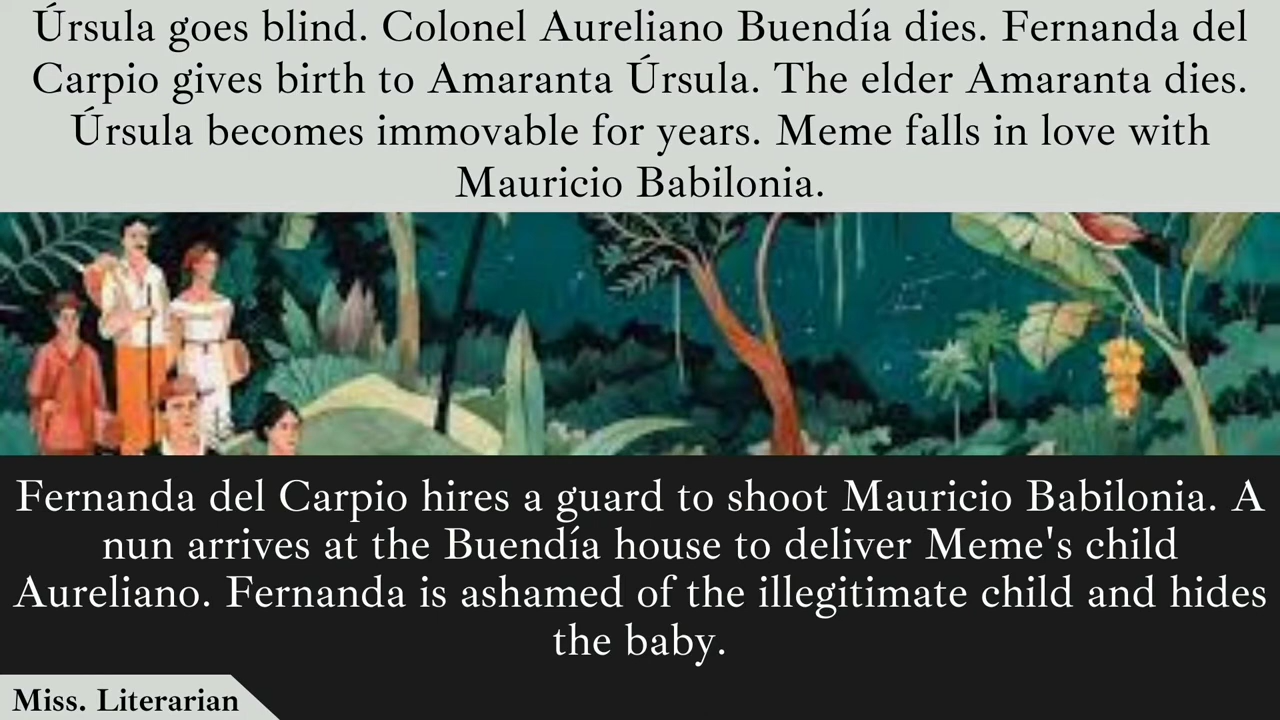 Úrsula goes blind. Colonel Aureliano Buendía dies. Fernanda del
Carpio gives birth to Amaranta Úrsula. The elder Amaranta dies.
Úrsula becomes immovable for years. Meme falls in love with
Mauricio Babilonia.
Fernanda del Carpio hires a guard to shoot Mauricio Babilonia. A
nun arrives at the Buendía house to deliver Meme's child
Aureliano. Fernanda is ashamed of the illegitimate child and hides
the baby.
Miss. Literarian